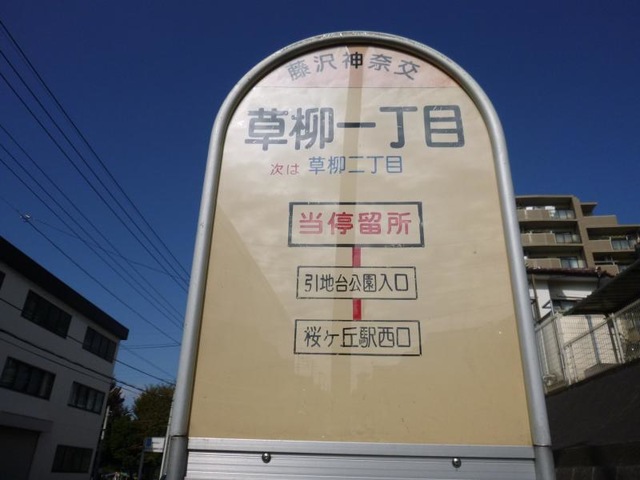 藤沢神奈交
草柳一丁目
次は 草柳二丁目
当停留所
引地台公園入口
桜ヶ丘駅西口